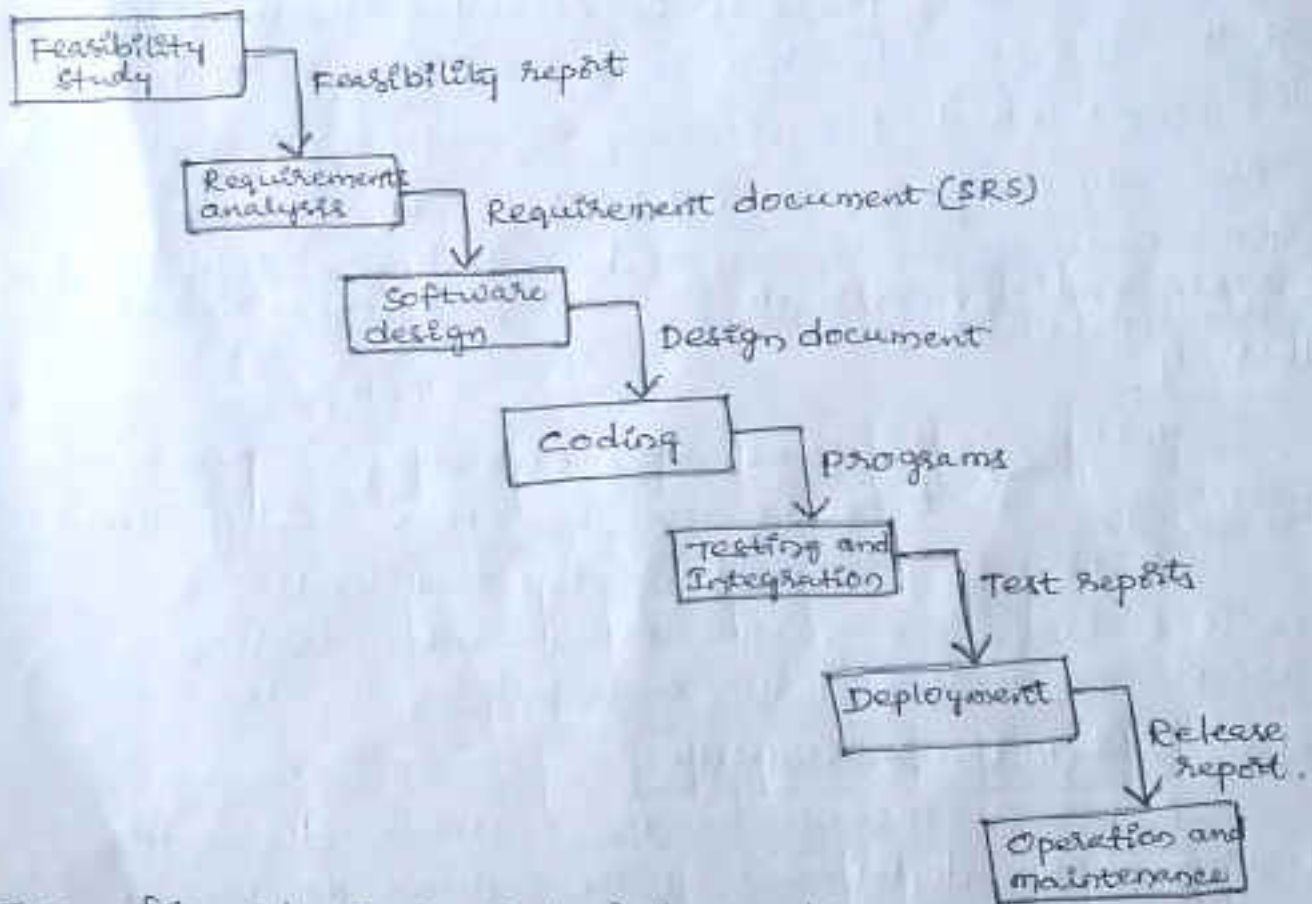 Feasibility
study
Feasibility report
Requirements
analysis
Requirement document (SRS)
Software
design
Design document
Coding
programs
Testing and
Integration
Test reports
Deployment
Release
report.
Operation and
maintenance